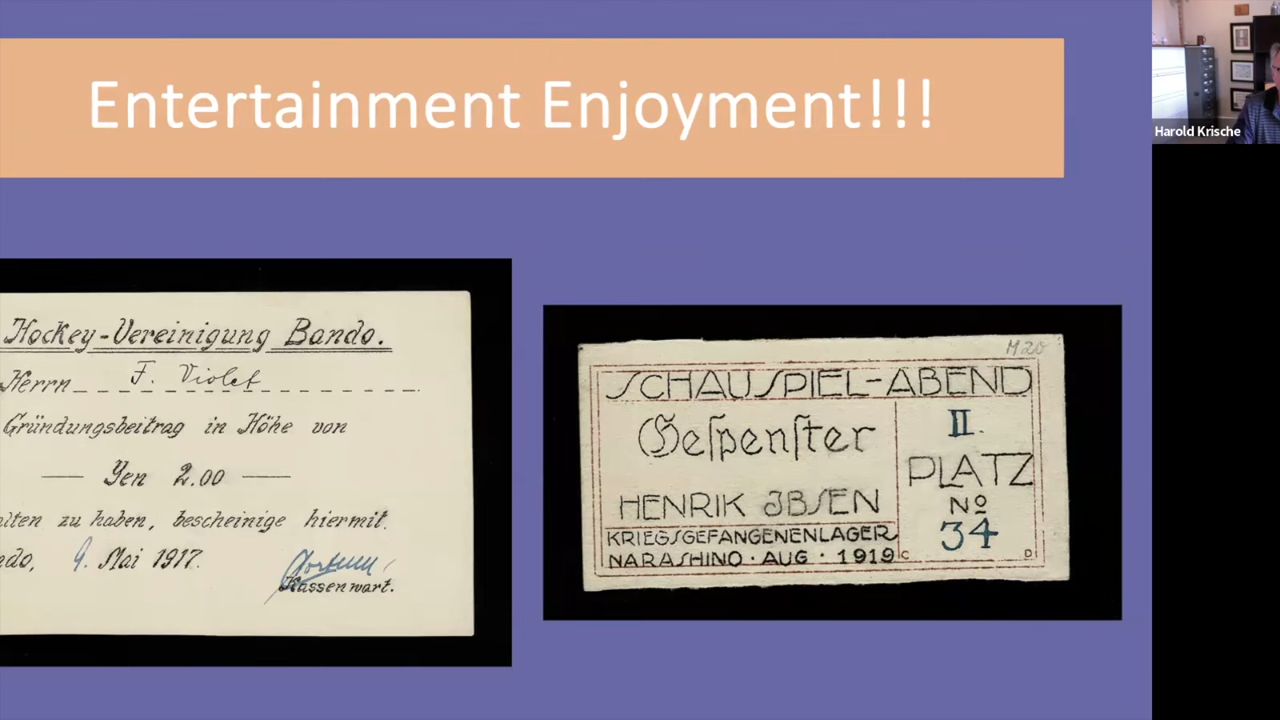 Entertainment Enjoyment!!!
Harold Krische
Hockey-Vereinigung Bando.
Herrn F. Violet
Gründungsbeitrag in Höhe von
— Yen 2.00 —
zu haben, bescheinige hiermit.
9. Mai 1917.
Kassenwart.
M20
SCHAUSPIEL-ABEND
Geſpenſter
HENRIK IBSEN
KRIEGSGEFANGENENLAGER
NARASHINO · AUG · 1919
II.
PLATZ
Nº
34
C D